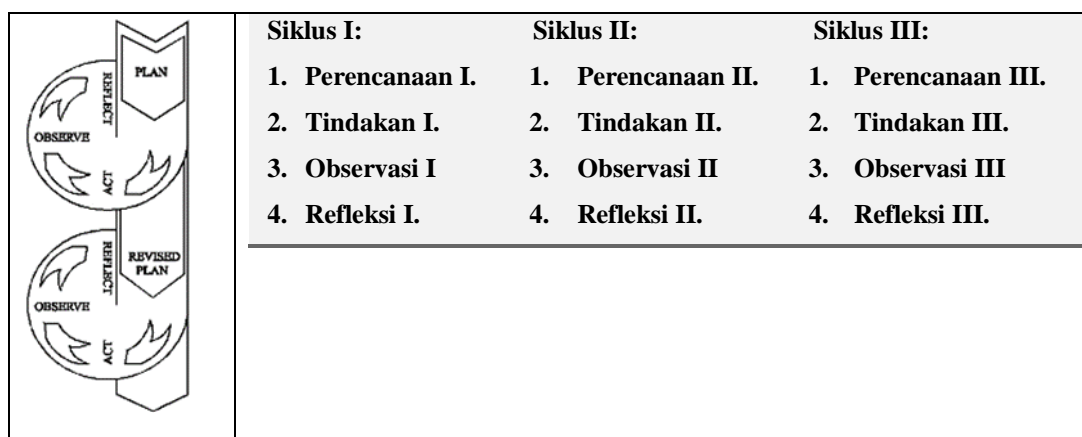 PLAN
REFLECT
OBSERVE
ACT
REVISED
PLAN
REFLECT
OBSERVE
ACT
Siklus I: Siklus II: Siklus III:
1. Perencanaan I. 1. Perencanaan II. 1. Perencanaan III.
2. Tindakan I. 2. Tindakan II. 2. Tindakan III.
3. Observasi I 3. Observasi II 3. Observasi III
4. Refleksi I. 4. Refleksi II. 4. Refleksi III.